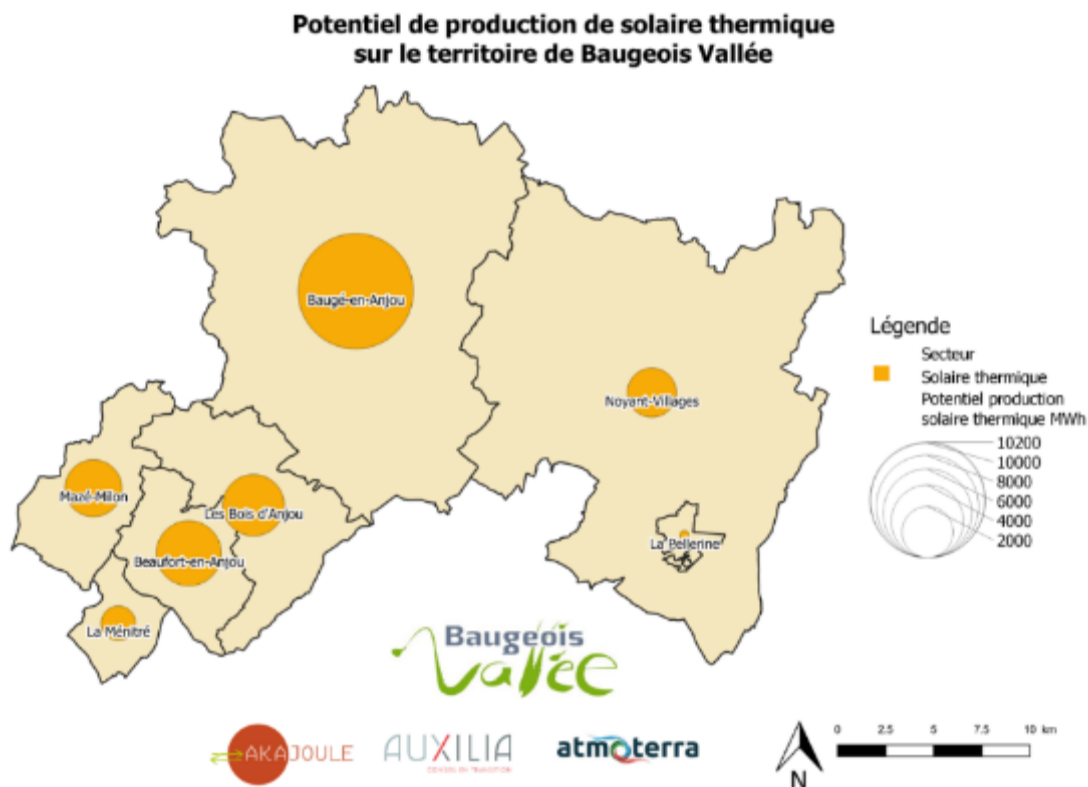 Potentiel de production de solaire thermique
sur le territoire de Baugeois Vallée
Baugé-en-Anjou
Noyant-Villages
Légende
Secteur
Solaire thermique
Potentiel production
solaire thermique MWh
10200
10000
8000
6000
4000
2000
Mazé-Milon
Les Bois d'Anjou
Beaufort-en-Anjou
La Pellerine
La Ménitré
Baugeois
Vallée
AKAJOULE
AUXILIA
CONSEIL EN TRANSITION
atmoterra
N
0 2.5 5 7.5 10 km